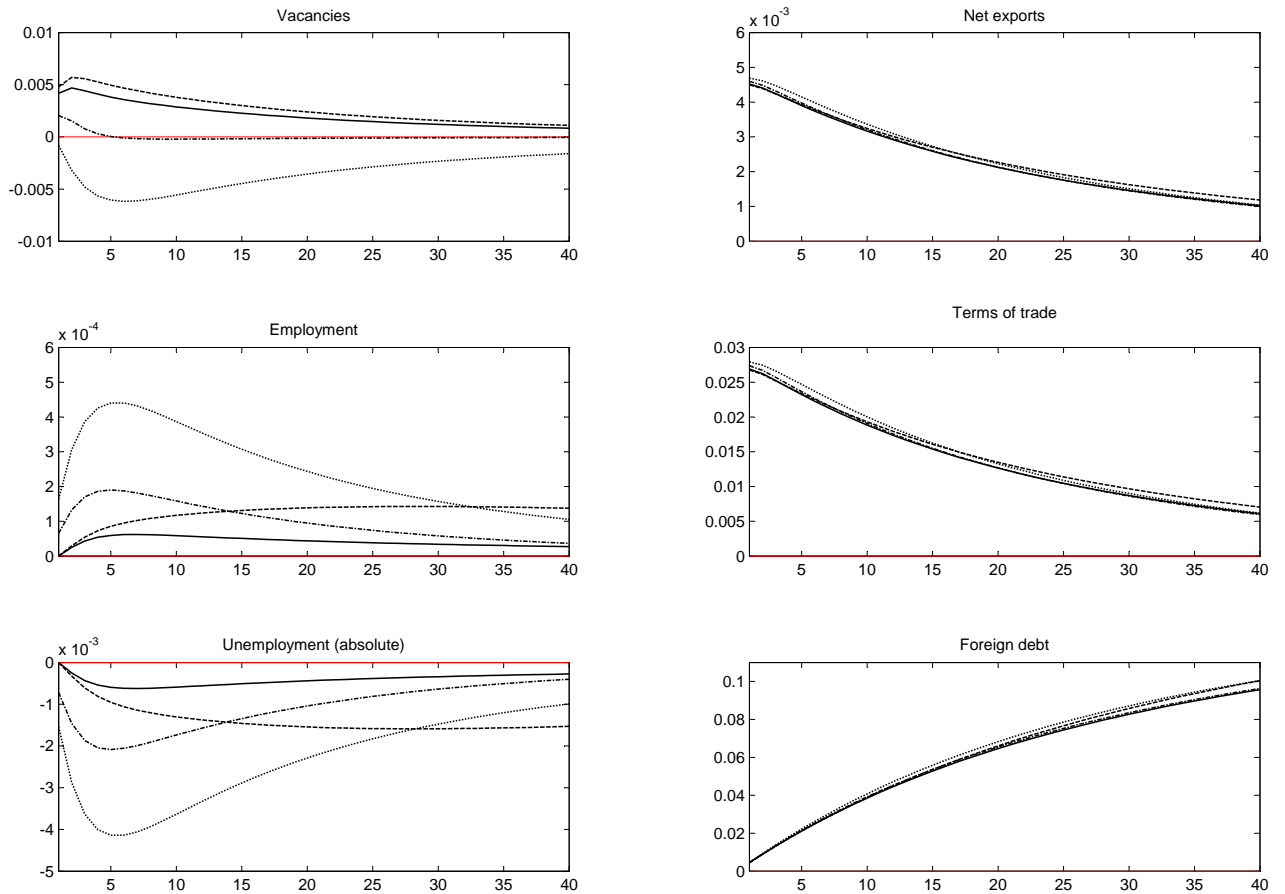 Vacancies
0.01
0.005
0
-0.005
-0.01
5 10 15 20 25 30 35 40
Net exports
x 10^-3
6
5
4
3
2
1
0
5 10 15 20 25 30 35 40
Employment
x 10^-4
6
5
4
3
2
1
0
5 10 15 20 25 30 35 40
Terms of trade
0.03
0.025
0.02
0.015
0.01
0.005
0
5 10 15 20 25 30 35 40
Unemployment (absolute)
x 10^-3
0
-1
-2
-3
-4
-5
5 10 15 20 25 30 35 40
Foreign debt
0.1
0.08
0.06
0.04
0.02
0
5 10 15 20 25 30 35 40